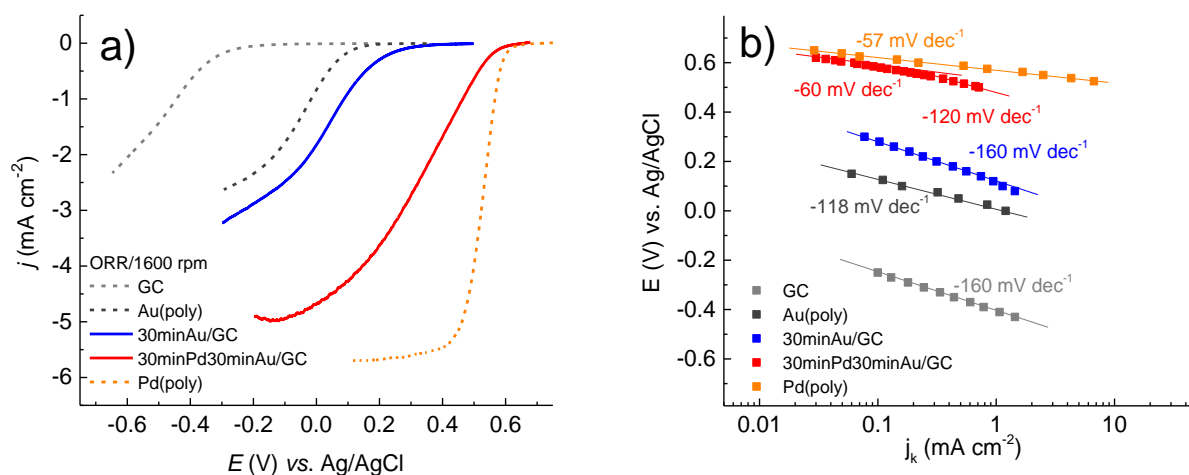 a)
0
-1
-2
-3
-4
-5
-6
j (mA cm-2)
ORR/1600 rpm
GC
Au(poly)
30minAu/GC
30minPd30minAu/GC
Pd(poly)
-0.6 -0.4 -0.2 0.0 0.2 0.4 0.6
E (V) vs. Ag/AgCl
b)
-57 mV dec-1
-60 mV dec-1
-120 mV dec-1
-160 mV dec-1
-118 mV dec-1
-160 mV dec-1
0.6
0.4
0.2
0.0
-0.2
-0.4
-0.6
E (V) vs. Ag/AgCl
GC
Au(poly)
30minAu/GC
30minPd30minAu/GC
Pd(poly)
0.01 0.1 1 10
jk (mA cm-2)